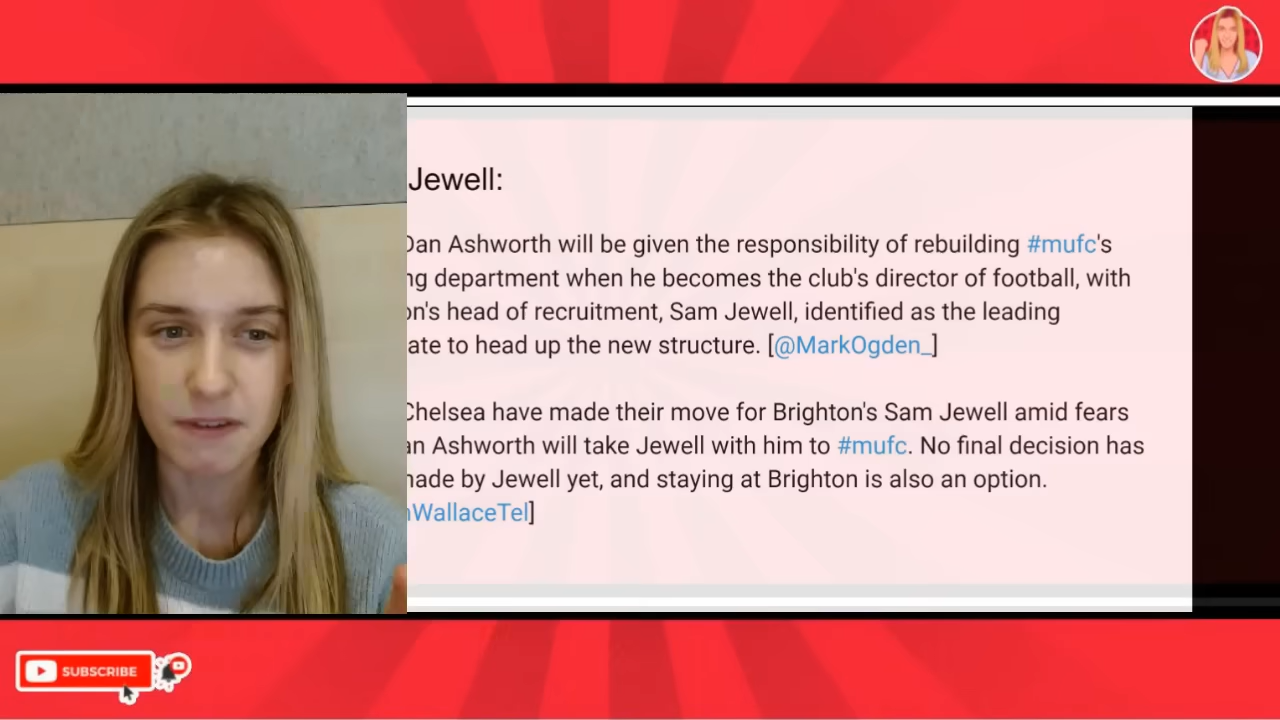 Jewell:
Dan Ashworth will be given the responsibility of rebuilding #mufc's
ng department when he becomes the club's director of football, with
on's head of recruitment, Sam Jewell, identified as the leading
ate to head up the new structure. [@MarkOgden_]
Chelsea have made their move for Brighton's Sam Jewell amid fears
an Ashworth will take Jewell with him to #mufc. No final decision has
made by Jewell yet, and staying at Brighton is also an option.
nWallaceTel]
SUBSCRIBE